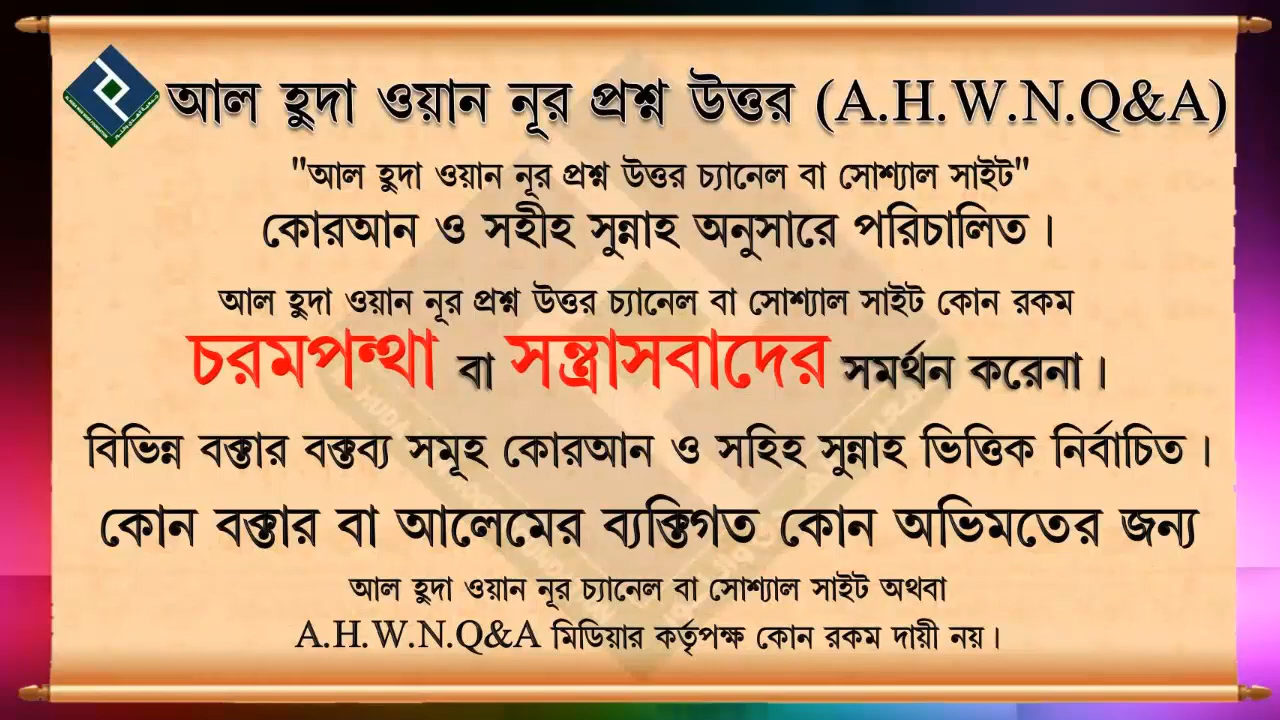 আল হুদা ওয়ান নূর প্রশ্ন উত্তর (A.H.W.N.Q&A)
"আল হুদা ওয়ান নূর প্রশ্ন উত্তর চ্যানেল বা সোশ্যাল সাইট"
কোরআন ও সহীহ সুন্নাহ অনুসারে পরিচালিত।
আল হুদা ওয়ান নূর প্রশ্ন উত্তর চ্যানেল বা সোশ্যাল সাইট কোন রকম
চরমপন্থা বা সন্ত্রাসবাদের সমর্থন করেনা।
বিভিন্ন বক্তার বক্তব্য সমূহ কোরআন ও সহিহ সুন্নাহ ভিত্তিক নির্বাচিত।
কোন বক্তার বা আলেমের ব্যক্তিগত কোন অভিমতের জন্য
আল হুদা ওয়ান নূর চ্যানেল বা সোশ্যাল সাইট অথবা
A.H.W.N.Q&A মিডিয়ার কর্তৃপক্ষ কোন রকম দায়ী নয়।